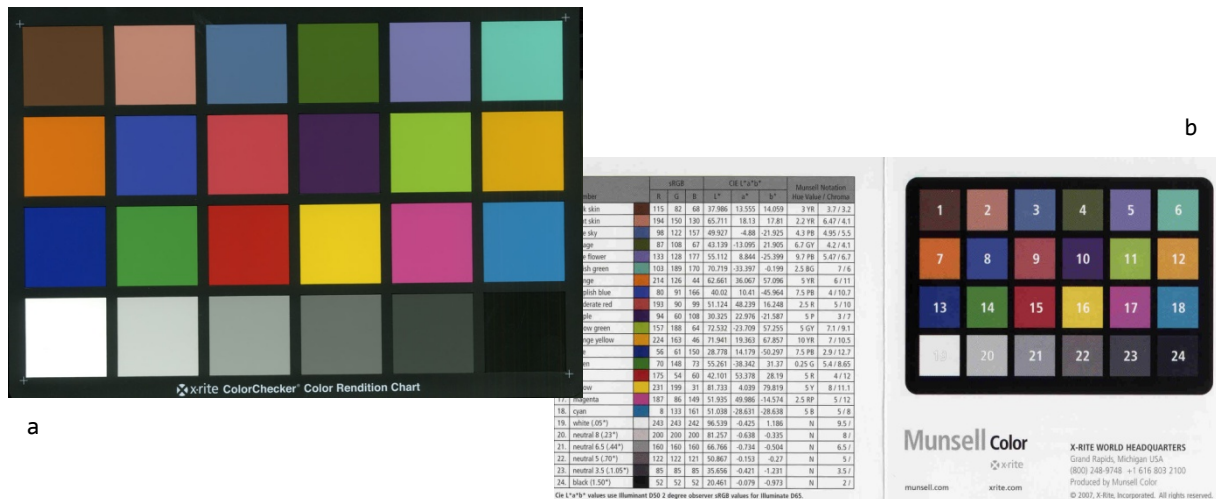 x-rite ColorChecker® Color Rendition Chart
a
b
sRGB CIE L*a*b* Munsell Notation
mber R G B L* a* b* Hue Value / Chroma
k skin 115 82 68 37.986 13.555 14.059 3 YR 3.7 / 3.2
t skin 194 150 130 65.711 18.13 17.81 2.2 YR 6.47 / 4.1
e sky 98 122 157 49.927 -4.88 -21.925 4.3 PB 4.95 / 5.5
age 87 108 67 43.139 -13.095 21.905 6.7 GY 4.2 / 4.1
e flower 133 128 177 55.112 8.844 -25.399 9.7 PB 5.47 / 6.7
ish green 103 189 170 70.719 -33.397 -0.199 2.5 BG 7 / 6
nge 214 126 44 62.661 36.067 57.096 5 YR 6 / 11
plish blue 80 91 166 40.02 10.41 -45.964 7.5 PB 4 / 10.7
derate red 193 90 99 51.124 48.239 16.248 2.5 R 5 / 10
ple 94 60 108 30.325 22.976 -21.587 5 P 3 / 7
ow green 157 188 64 72.532 -23.709 57.255 5 GY 7.1 / 9.1
nge yellow 224 163 46 71.941 19.363 67.857 10 YR 7 / 10.5
e 56 61 150 28.778 14.179 -50.297 7.5 PB 2.9 / 12.7
en 70 148 73 55.261 -38.342 31.37 0.25 G 5.4 / 8.65
175 54 60 42.101 53.378 28.19 5 R 4 / 12
ow 231 199 31 81.733 4.039 79.819 5 Y 8 / 11.1
17. magenta 187 86 149 51.935 49.986 -14.574 2.5 RP 5 / 12
18. cyan 8 133 161 51.038 -28.631 -28.638 5 B 5 / 8
19. white (.05*) 243 243 242 96.539 -0.425 1.186 N 9.5 /
20. neutral 8 (.23*) 200 200 200 81.257 -0.638 -0.335 N 8 /
21. neutral 6.5 (.44*) 160 160 160 66.766 -0.734 -0.504 N 6.5 /
22. neutral 5 (.70*) 122 122 121 50.867 -0.153 -0.27 N 5 /
23. neutral 3.5 (.1.05*) 85 85 85 35.656 -0.421 -1.231 N 3.5 /
24. black (1.50*) 52 52 52 20.461 -0.079 -0.973 N 2 /
Cie L*a*b* values use Illuminant D50 2 degree observer sRGB values for Illuminate D65.
1 2 3 4 5 6
7 8 9 10 11 12
13 14 15 16 17 18
19 20 21 22 23 24
Munsell Color
x-rite
munsell.com xrite.com
X-RITE WORLD HEADQUARTERS
Grand Rapids, Michigan USA
(800) 248-9748 +1 616 803 2100
Produced by Munsell Color
© 2007, X-Rite, Incorporated. All rights reserved.